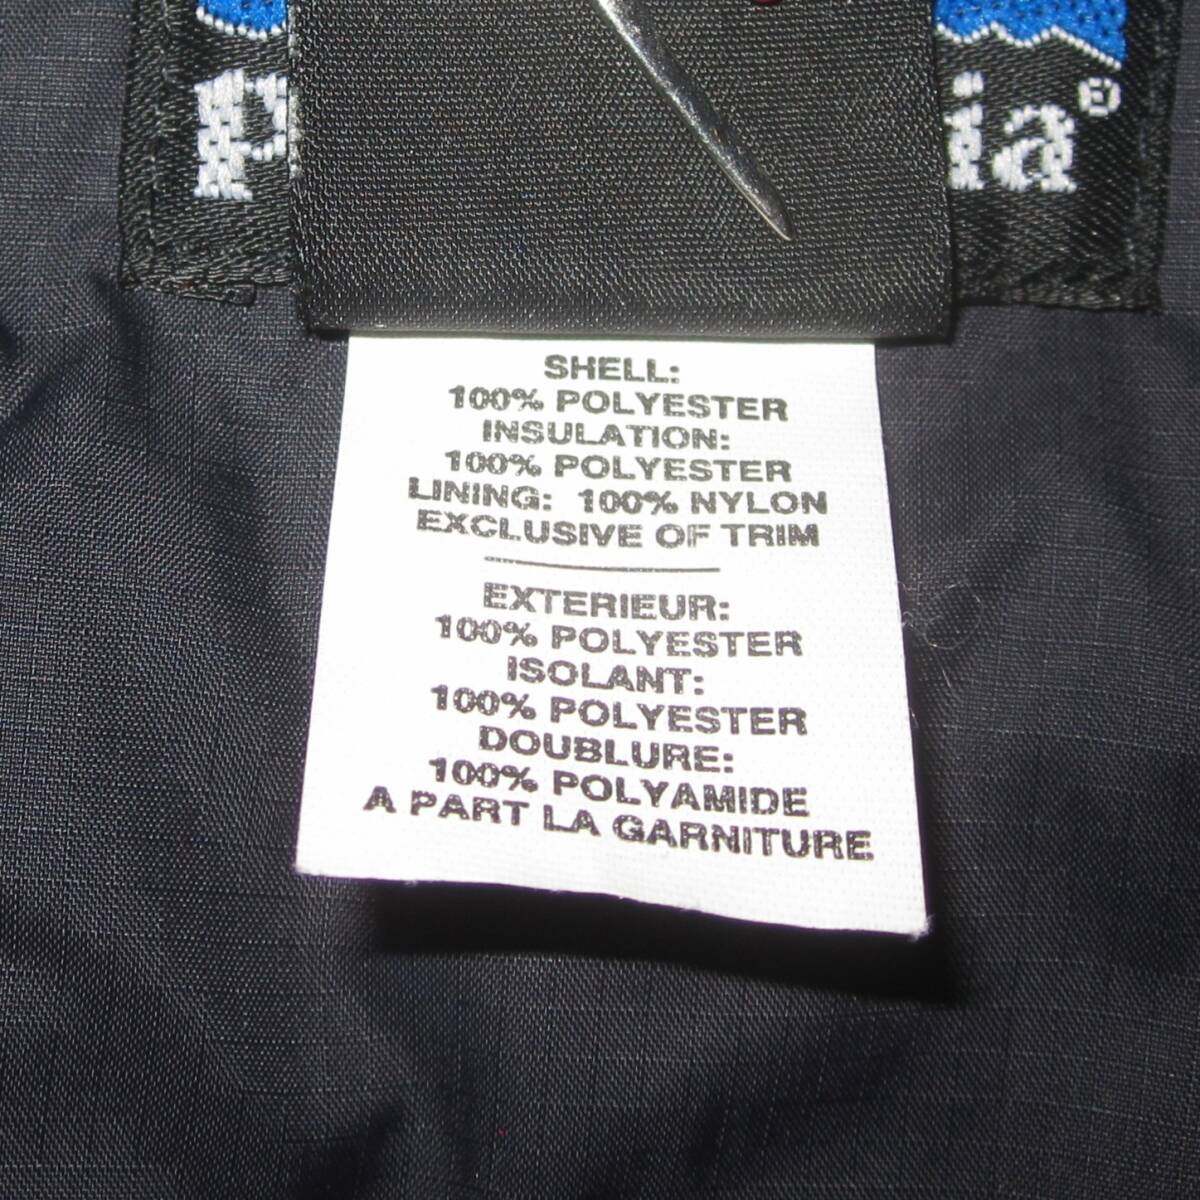 P ia®
SHELL:
100% POLYESTER
INSULATION:
100% POLYESTER
LINING: 100% NYLON
EXCLUSIVE OF TRIM
EXTERIEUR:
100% POLYESTER
ISOLANT:
100% POLYESTER
DOUBLURE:
100% POLYAMIDE
A PART LA GARNITURE